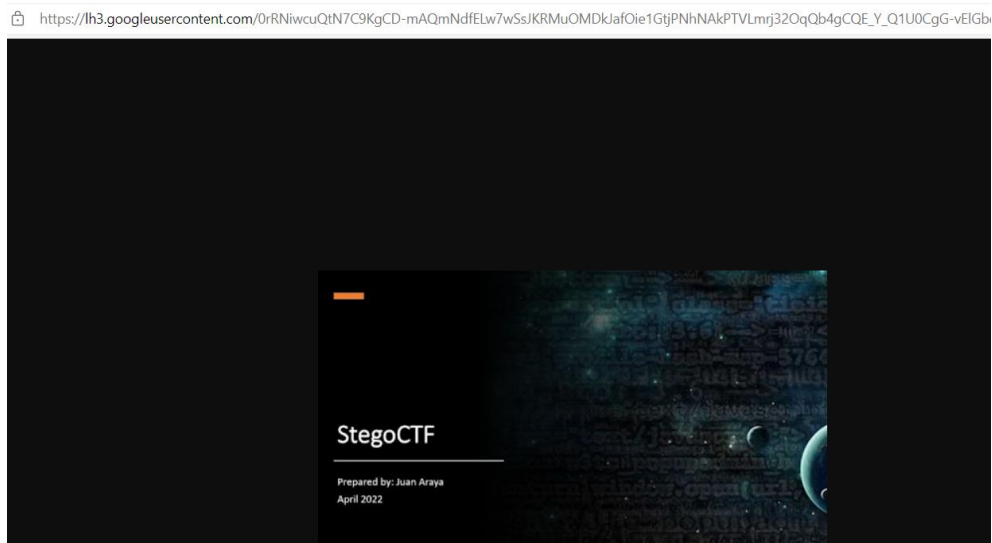 https://lh3.googleusercontent.com/0rRNiwcuQtN7C9KgCD-mAQmNdfELw7wSsJKRMuOMDkJafOie1GtjPNhNAkPTVLmrj32OqQb4gCQE_Y_Q1U0CgG-vElGb
StegoCTF
Prepared by: Juan Araya
April 2022